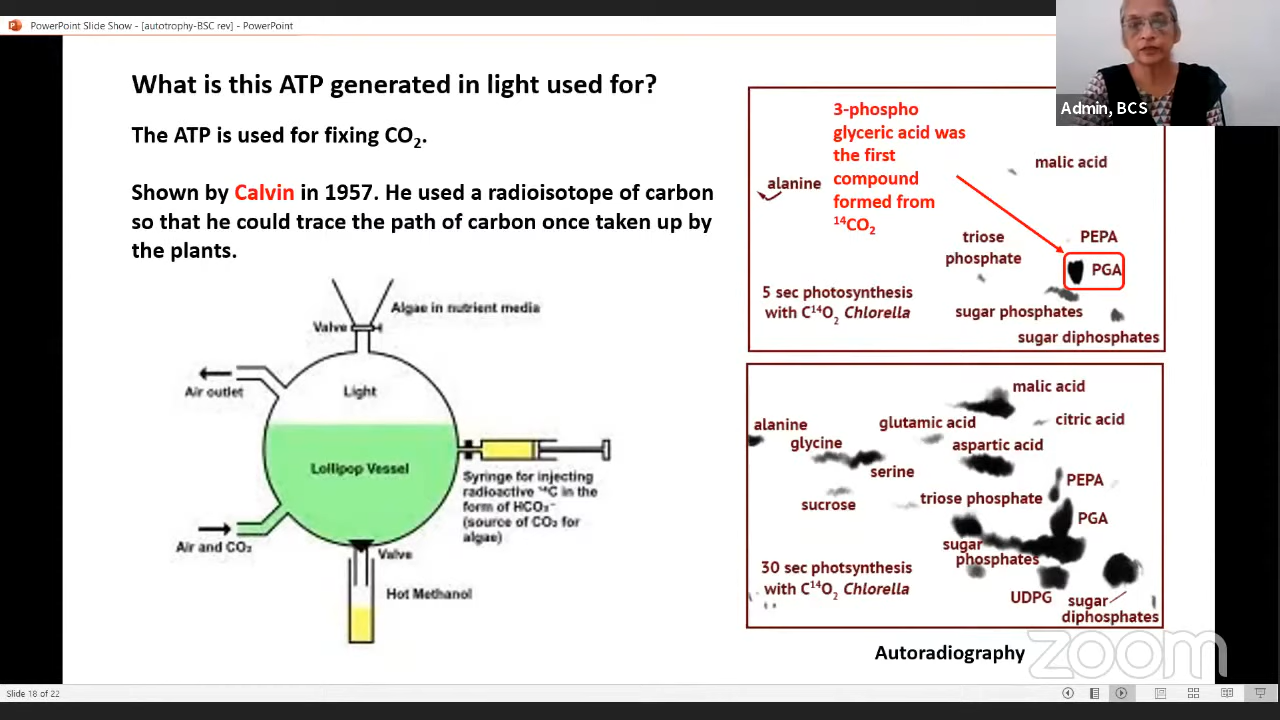 PowerPoint Slide Show - [autotrophy-BSC rev] - PowerPoint
Admin, BCS
What is this ATP generated in light used for?
The ATP is used for fixing CO₂.
Shown by Calvin in 1957. He used a radioisotope of carbon
so that he could trace the path of carbon once taken up by
the plants.
Algae in nutrient media
Valve
Air outlet
Light
Lollipop Vessel
Syringe for injecting
radioactive ¹⁴C in the
form of HCO₃⁻
(source of CO₂ for
algae)
Air and CO₂
Valve
Hot Methanol
3-phospho
glyceric acid was
the first
compound
formed from
¹⁴CO₂
malic acid
alanine
triose
phosphate
PEPA
PGA
5 sec photosynthesis
with C¹⁴O₂ Chlorella
sugar phosphates
sugar diphosphates
malic acid
citric acid
alanine
glutamic acid
glycine
aspartic acid
serine
PEPA
sucrose
triose phosphate
PGA
sugar
phosphates
30 sec photsynthesis
with C¹⁴O₂ Chlorella
UDPG
sugar
diphosphates
Autoradiography
zoom
Slide 18 of 22